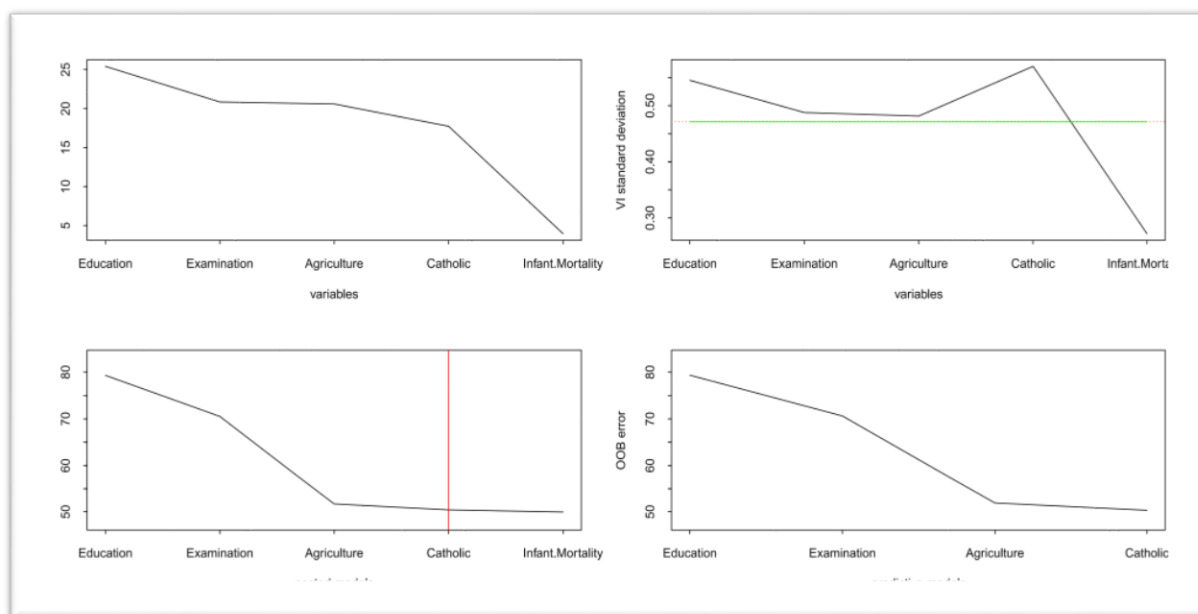 25
20
15
10
5
Education Examination Agriculture Catholic Infant.Mortality
variables
VI standard deviation
0.50
0.40
0.30
Education Examination Agriculture Catholic Infant.Morta
variables
80
70
60
50
Education Examination Agriculture Catholic Infant.Mortality
OOB error
80
70
60
50
Education Examination Agriculture Catholic